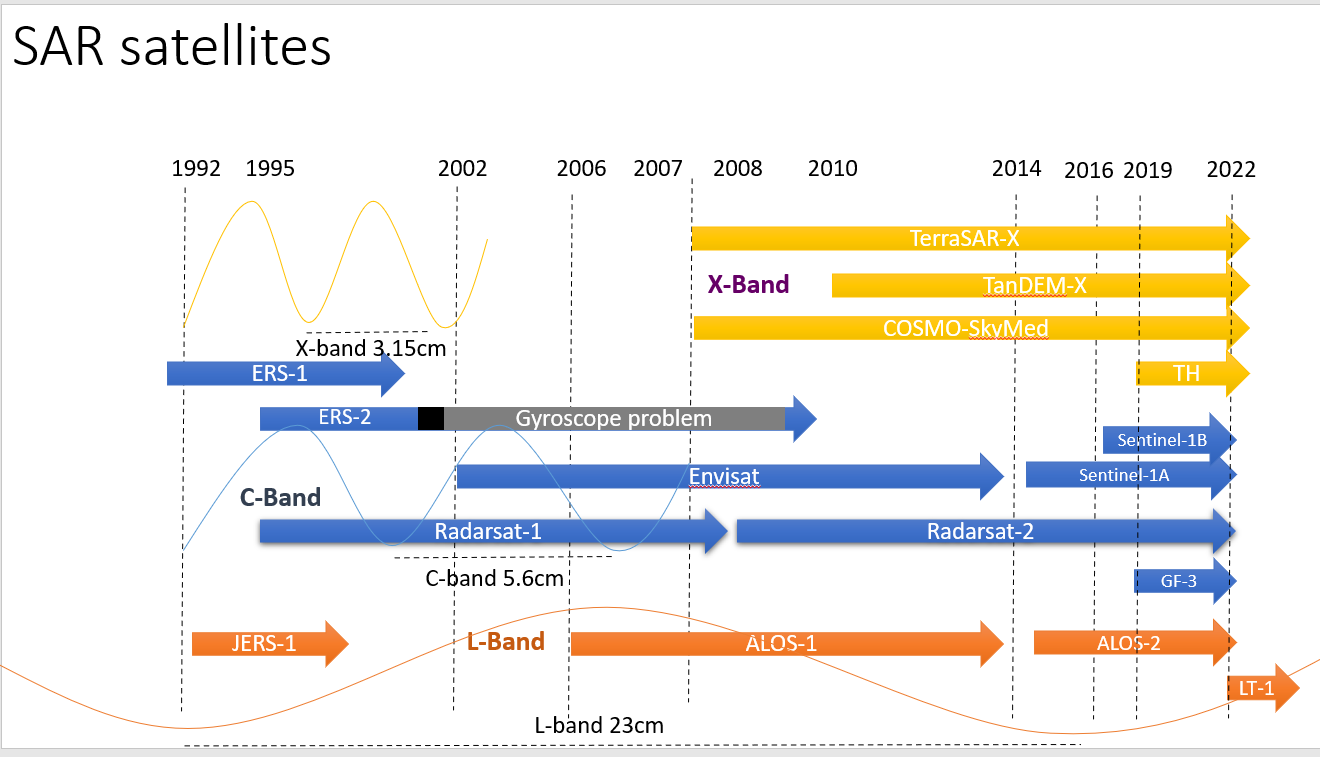 SAR satellites
1992 1995 2002 2006 2007 2008 2010 2014 2016 2019 2022
TerraSAR-X
X-Band
TanDEM-X
COSMO-SkyMed
X-band 3.15cm
ERS-1
TH
ERS-2
Gyroscope problem
Sentinel-1B
Envisat
Sentinel-1A
C-Band
Radarsat-1
Radarsat-2
C-band 5.6cm
GF-3
JERS-1
L-Band
ALOS-1
ALOS-2
LT-1
L-band 23cm